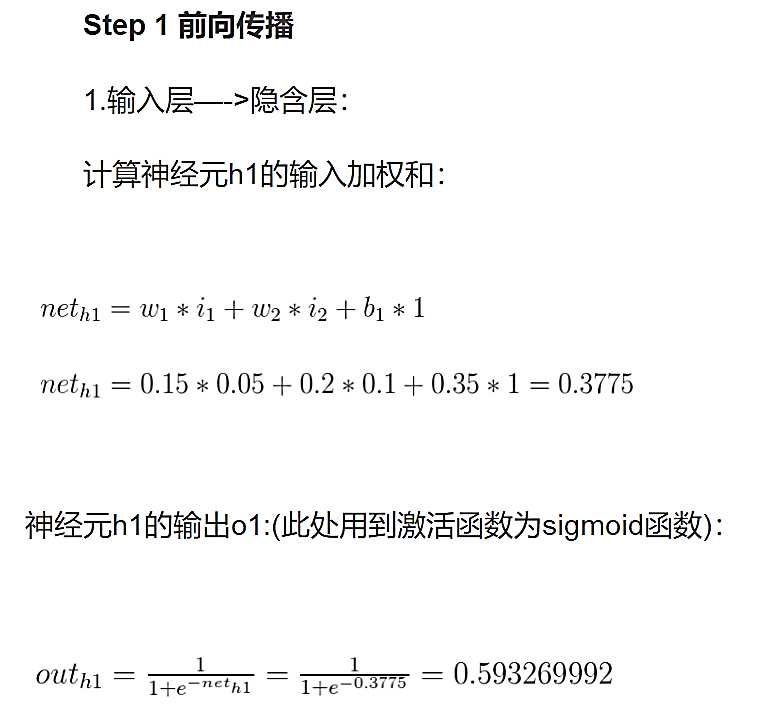 Step 1 前向传播
1.输入层—->隐含层：
计算神经元h1的输入加权和：
net_{h1} = w_1 * i_1 + w_2 * i_2 + b_1 * 1
net_{h1} = 0.15 * 0.05 + 0.2 * 0.1 + 0.35 * 1 = 0.3775
神经元h1的输出o1:(此处用到激活函数为sigmoid函数)：
out_{h1} = \frac{1}{1+e^{-net_{h1}}} = \frac{1}{1+e^{-0.3775}} = 0.593269992